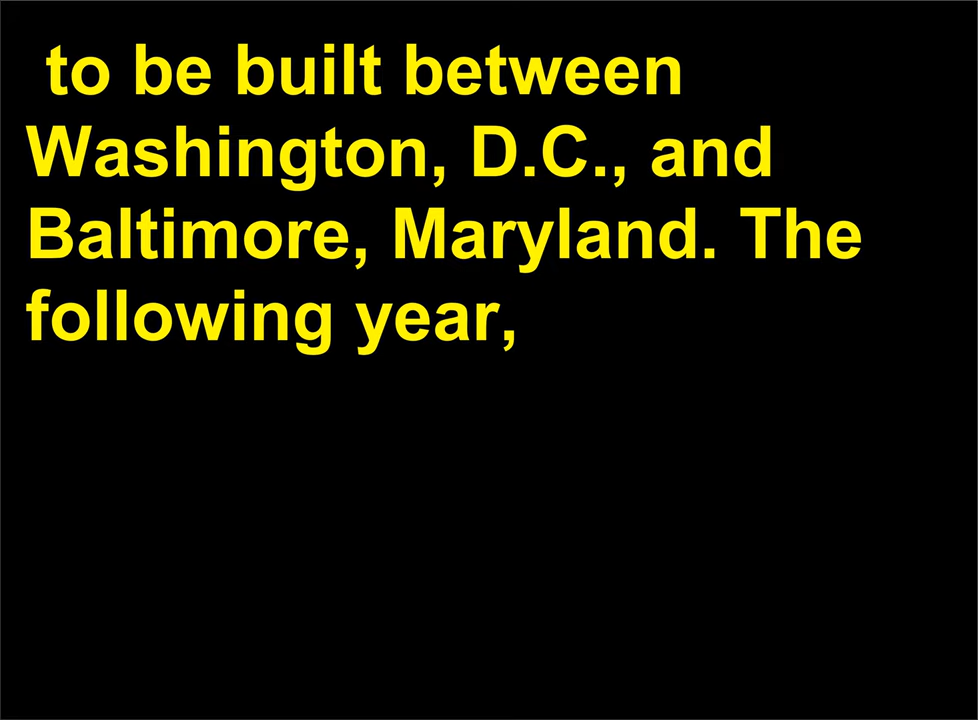 to be built between
Washington, D.C., and
Baltimore, Maryland. The
following year,